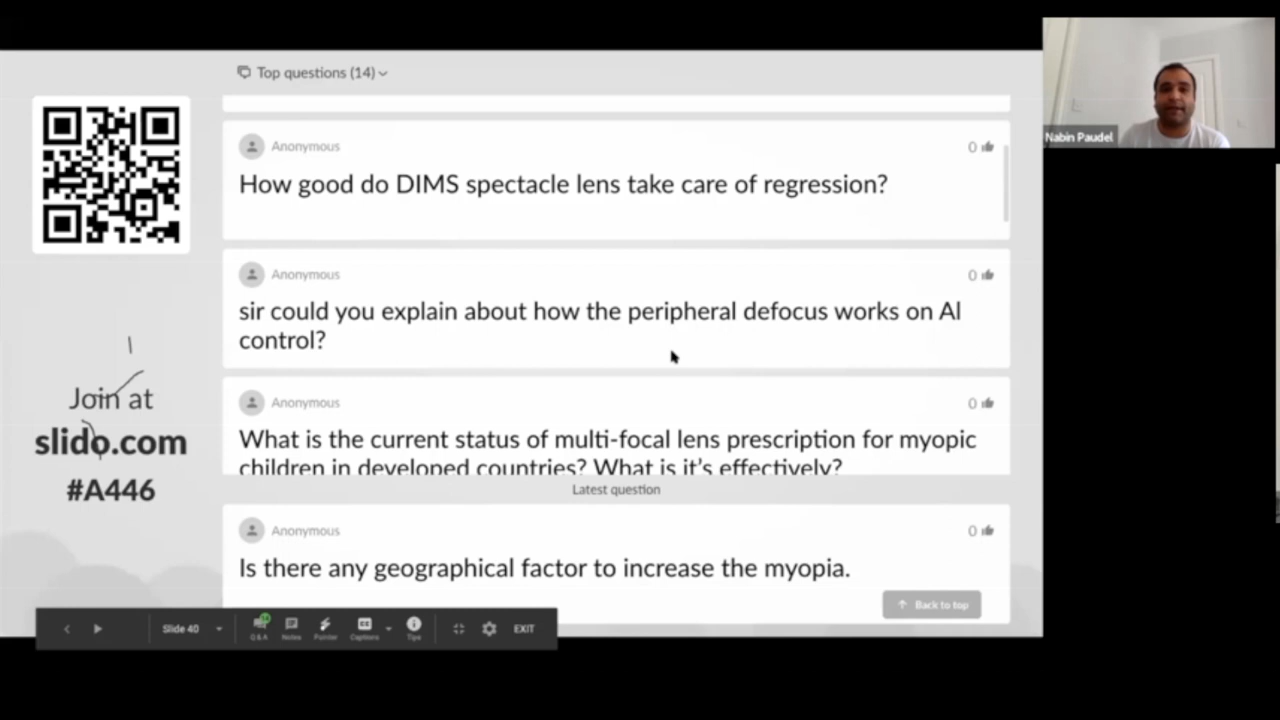 Top questions (14)
Anonymous
0
How good do DIMS spectacle lens take care of regression?
Anonymous
0
sir could you explain about how the peripheral defocus works on Al
control?
Anonymous
0
What is the current status of multi-focal lens prescription for myopic
children in developed countries? What is it's effectively?
Latest question
Anonymous
0
Is there any geographical factor to increase the myopia.
Back to top
Join at
slido.com
#A446
Slide 40
Q&A
Notes
Pointer
Captions
Tips
EXIT
Nabin Paudel